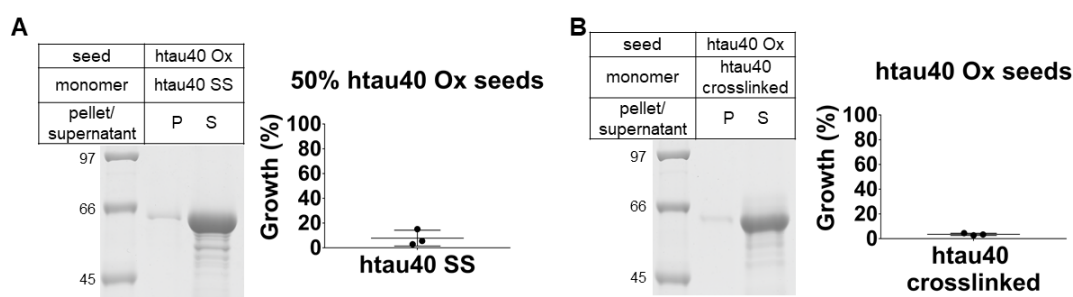 A
seed htau40 Ox
monomer htau40 SS
pellet/
supernatant P S
97
66
45
50% htau40 Ox seeds
Growth (%)
100
80
60
40
20
0
htau40 SS
B
seed htau40 Ox
monomer htau40
crosslinked
pellet/
supernatant P S
97
66
45
htau40 Ox seeds
Growth (%)
100
80
60
40
20
0
htau40
crosslinked